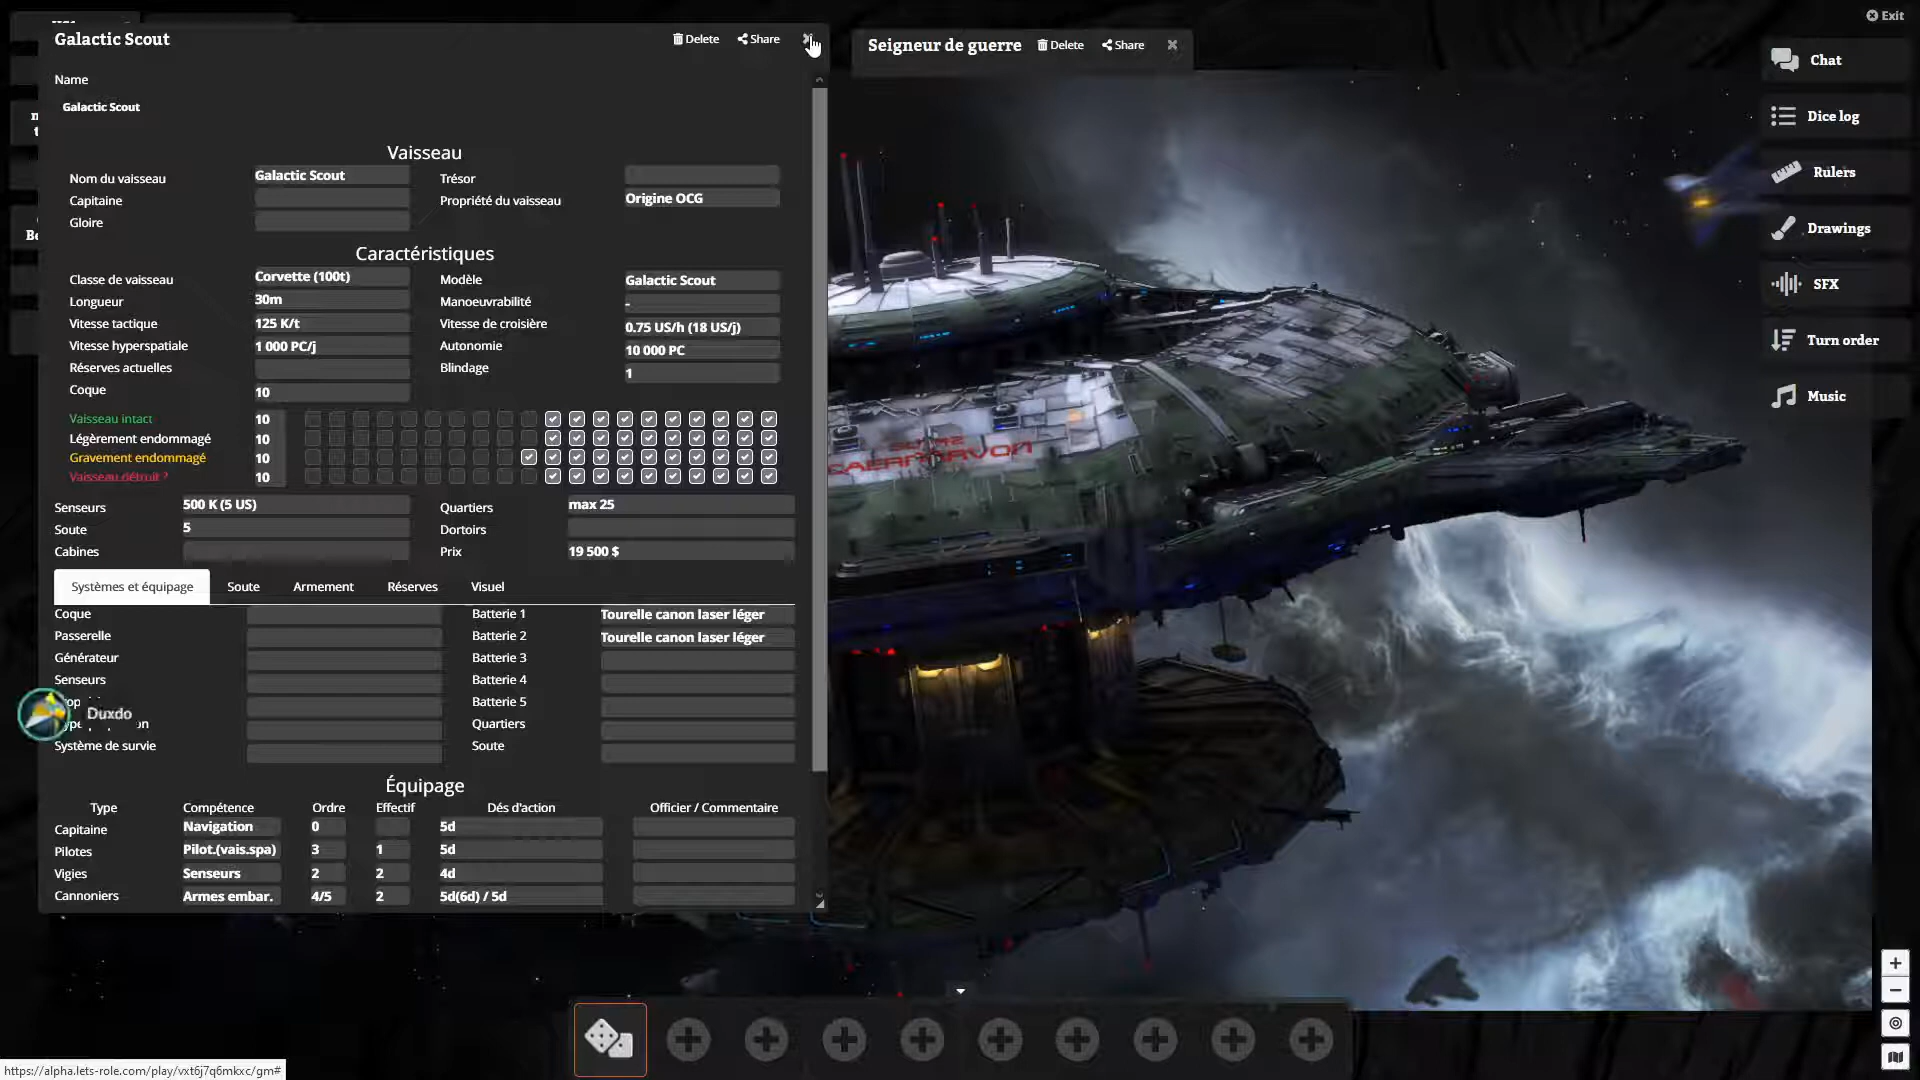 Galactic Scout
Delete
Share
Seigneur de guerre
Delete
Share
Exit
Name
Galactic Scout
Vaisseau
Nom du vaisseau
Galactic Scout
Trésor
Capitaine
Propriété du vaisseau
Origine OCG
Gloire
Caractéristiques
Classe de vaisseau
Corvette (100t)
Modèle
Galactic Scout
Longueur
30m
Manoeuvrabilité
-
Vitesse tactique
125 K/t
Vitesse de croisière
0.75 US/h (18 US/j)
Vitesse hyperspatiale
1 000 PC/j
Autonomie
10 000 PC
Réserves actuelles
Blindage
1
Coque
10
Vaisseau intact
10
Légèrement endommagé
10
Gravement endommagé
10
Vaisseau détruit ?
10
Senseurs
500 K (5 US)
Quartiers
max 25
Soute
5
Dortoirs
Cabines
Prix
19 500 $
Systèmes et équipage
Soute
Armement
Réserves
Visuel
Coque
Batterie 1
Tourelle canon laser léger
Passerelle
Batterie 2
Tourelle canon laser léger
Générateur
Batterie 3
Senseurs
Batterie 4
Batterie 5
Duxdo
Quartiers
Système de survie
Soute
Équipage
Type
Compétence
Ordre
Effectif
Dés d'action
Officier / Commentaire
Capitaine
Navigation
0
5d
Pilotes
Pilot.(vais.spa)
3
1
5d
Vigies
Senseurs
2
2
4d
Cannoniers
Armes embar.
4/5
2
5d(6d) / 5d
Chat
Dice log
Rulers
Drawings
SFX
Turn order
Music
https://alpha.lets-role.com/play/vxt6j7q6mkxc/gm#